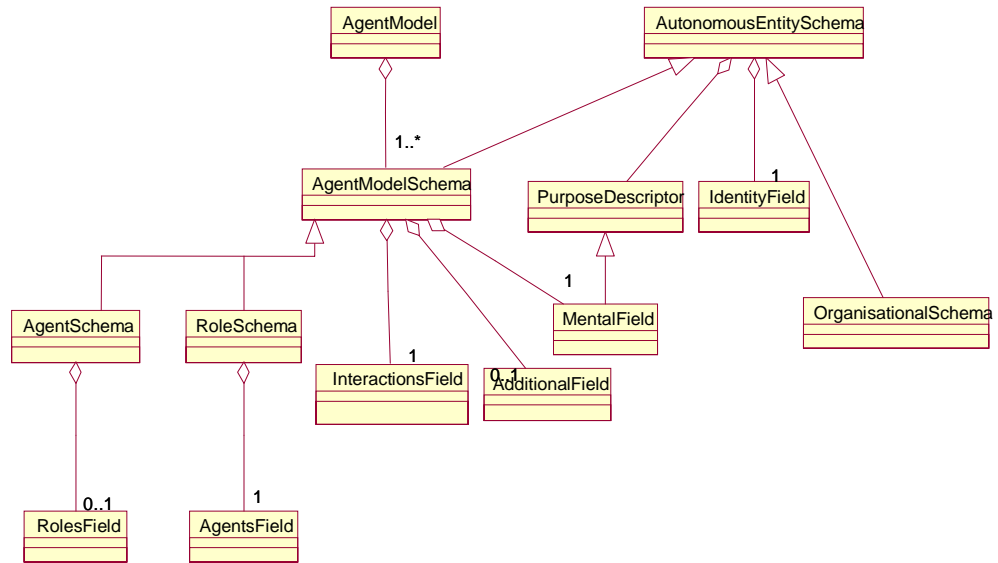 AgentModel
AutonomousEntitySchema
1..*
AgentModelSchema
PurposeDescriptor
1
IdentityField
1
AgentSchema
RoleSchema
MentalField
OrganisationalSchema
1
InteractionsField
0..1
AdditionalField
0..1
1
RolesField
AgentsField